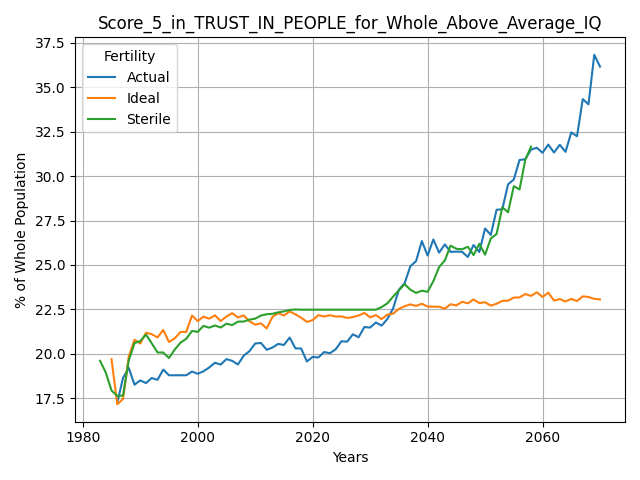 Score_5_in_TRUST_IN_PEOPLE_for_Whole_Above_Average_IQ
37.5
35.0
32.5
30.0
27.5
25.0
22.5
20.0
17.5
% of Whole Population
Fertility
Actual
Ideal
Sterile
1980
2000
2020
2040
2060
Years